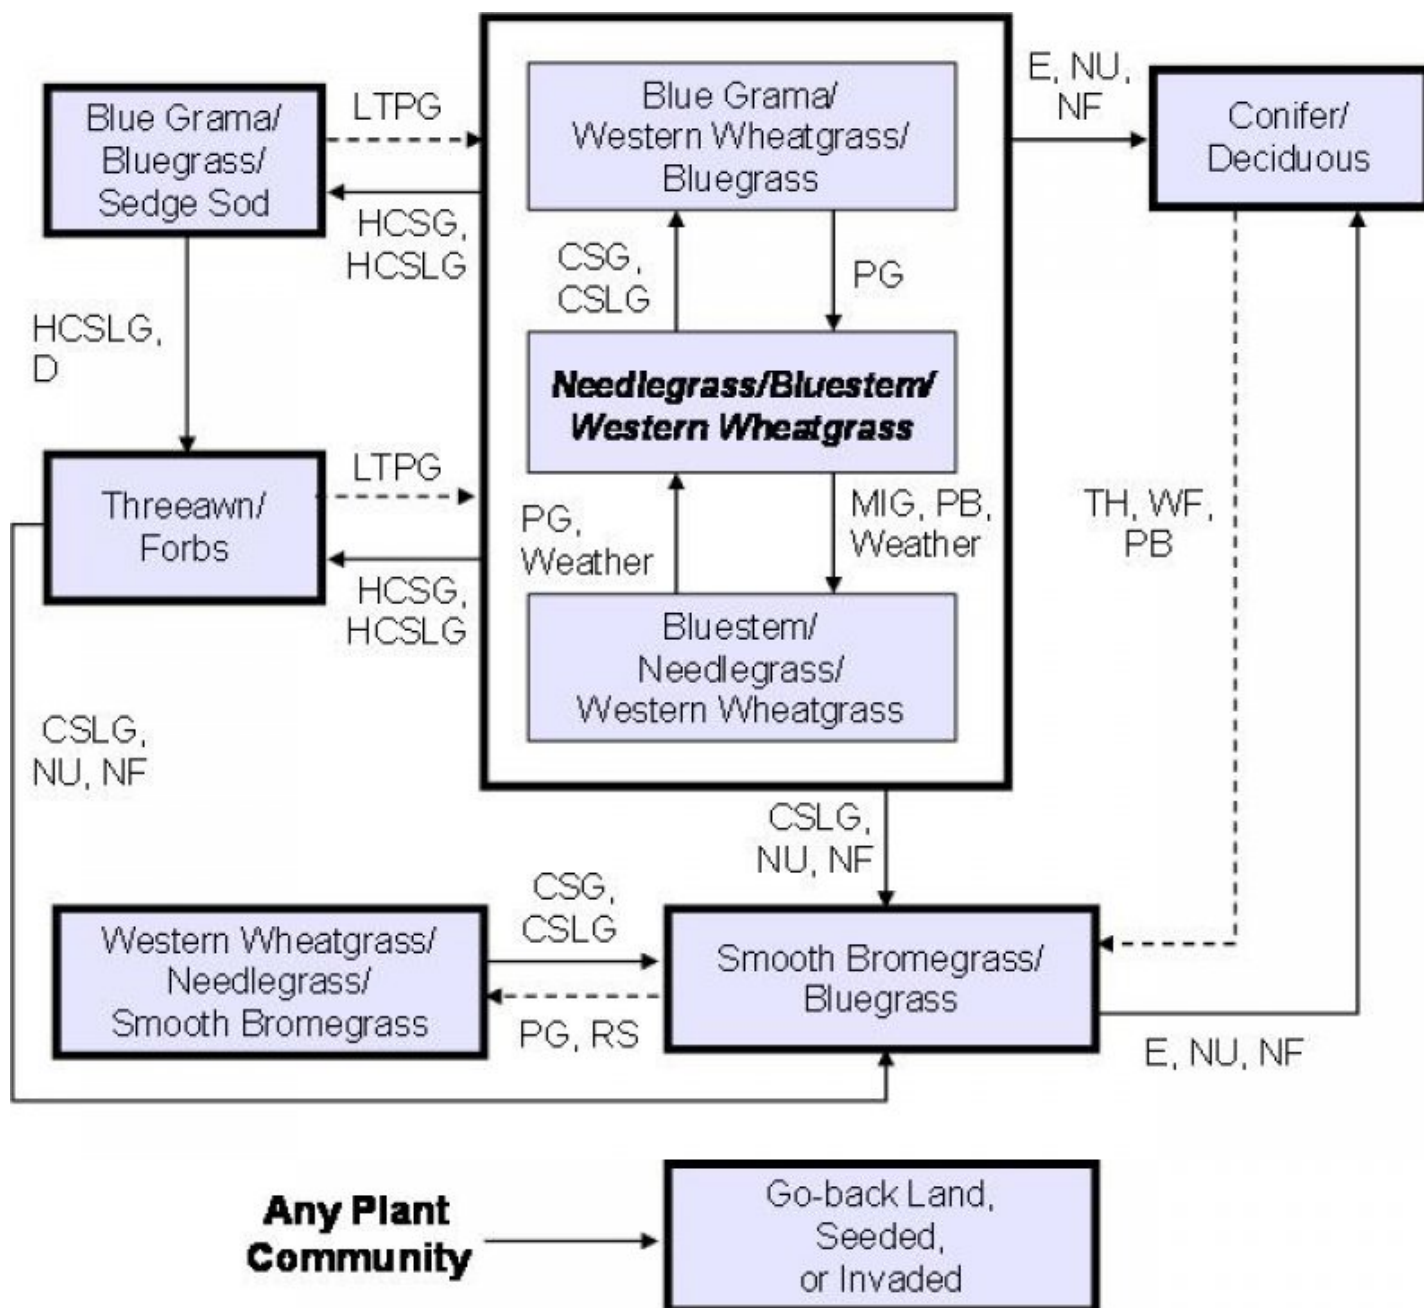 Blue Grama/
Western Wheatgrass/
Bluegrass
E, NU,
NF
Conifer/
Deciduous
Blue Grama/
Bluegrass/
Sedge Sod
LTPG
HCSG,
HCSLG
CSG,
CSLG
PG
HCSLG,
D
Needlegrass/Bluestem/
Western Wheatgrass
Threeawn/
Forbs
LTPG
HCSG,
HCSLG
PG,
Weather
MIG, PB,
Weather
TH, WF,
PB
Bluestem/
Needlegrass/
Western Wheatgrass
CSLG,
NU, NF
CSLG,
NU, NF
Western Wheatgrass/
Needlegrass/
Smooth Bromegrass
CSG,
CSLG
PG, RS
Smooth Bromegrass/
Bluegrass
E, NU, NF
Any Plant
Community
Go-back Land,
Seeded,
or Invaded